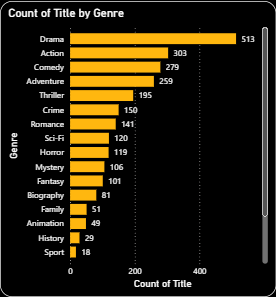 Count of Title by Genre
Drama 513
Action 303
Comedy 279
Adventure 259
Thriller 195
Crime 150
Romance 141
Sci-Fi 120
Horror 119
Mystery 106
Fantasy 101
Biography 81
Family 51
Animation 49
History 29
Sport 18
Genre
0 200 400
Count of Title